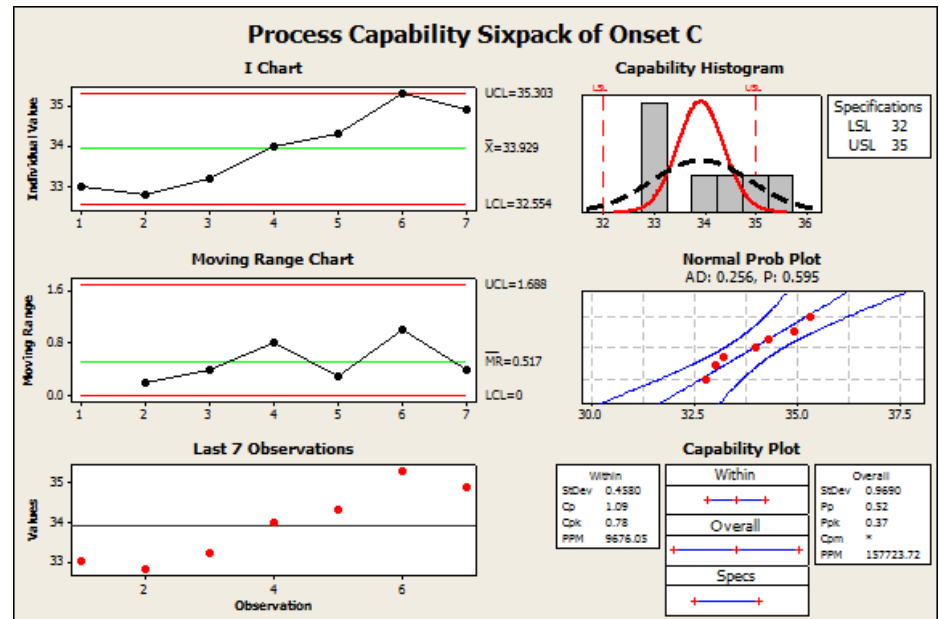 Process Capability Sixpack of Onset C
I Chart
Individual Value
35
34
33
1 2 3 4 5 6 7
UCL=35.303
X̅=33.929
LCL=32.554
Capability Histogram
LSL USL
32 33 34 35 36
Specifications
LSL 32
USL 35
Moving Range Chart
Moving Range
1.6
0.8
0.0
1 2 3 4 5 6 7
UCL=1.688
M̅R̅=0.517
LCL=0
Normal Prob Plot
AD: 0.256, P: 0.595
30.0 32.5 35.0 37.5
Last 7 Observations
Values
35
34
33
2 4 6
Observation
Capability Plot
Within
StDev 0.4580
Cp 1.09
Cpk 0.78
PPM 9676.05
Within
Overall
Specs
Overall
StDev 0.9690
Pp 0.52
Ppk 0.37
Cpm *
PPM 157723.72